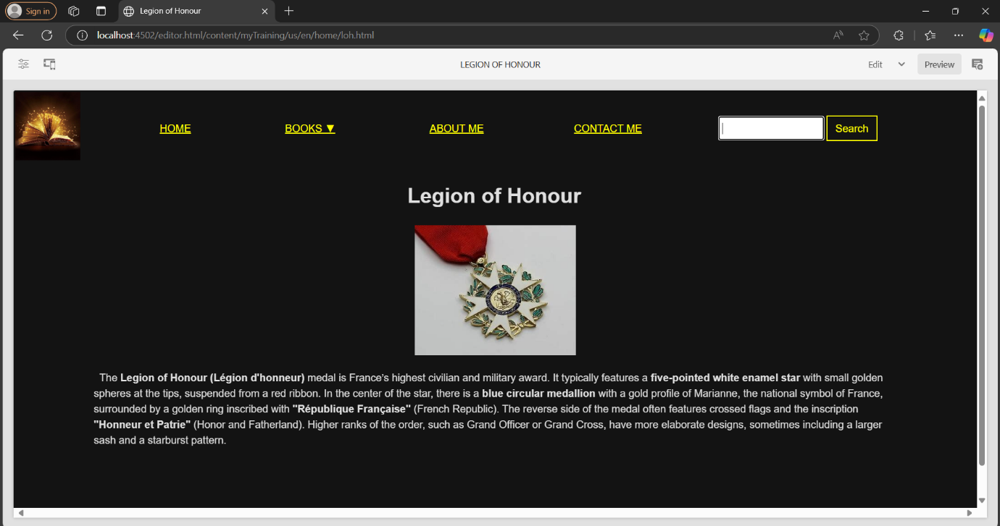 Sign in
Legion of Honour
localhost:4502/editor.html/content/myTraining/us/en/home/loh.html
LEGION OF HONOUR
Edit
Preview
HOME
BOOKS ▼
ABOUT ME
CONTACT ME
Search
Legion of Honour
The Legion of Honour (Légion d'honneur) medal is France's highest civilian and military award. It typically features a five-pointed white enamel star with small golden
spheres at the tips, suspended from a red ribbon. In the center of the star, there is a blue circular medallion with a gold profile of Marianne, the national symbol of France,
surrounded by a golden ring inscribed with "République Française" (French Republic). The reverse side of the medal often features crossed flags and the inscription
"Honneur et Patrie" (Honor and Fatherland). Higher ranks of the order, such as Grand Officer or Grand Cross, have more elaborate designs, sometimes including a larger
sash and a starburst pattern.